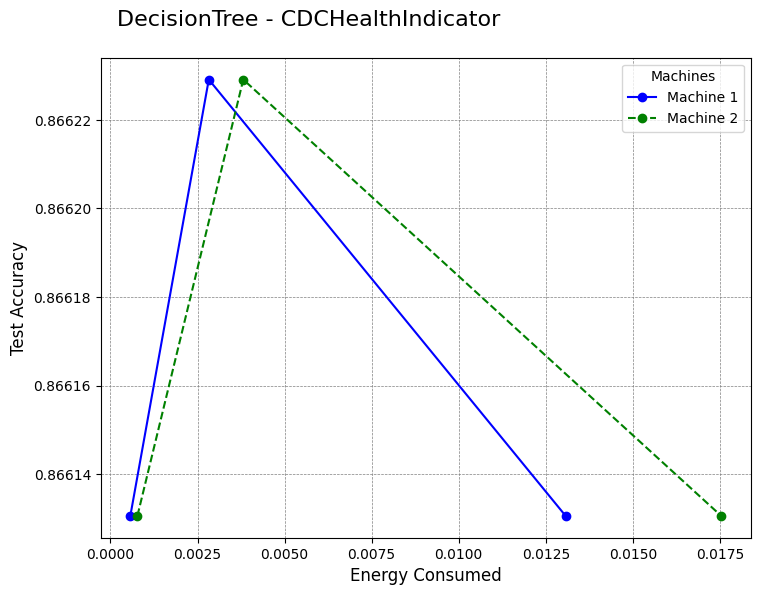 DecisionTree - CDCHealthIndicator
Machines
Machine 1
Machine 2
Test Accuracy
0.86622
0.86620
0.86618
0.86616
0.86614
0.0000 0.0025 0.0050 0.0075 0.0100 0.0125 0.0150 0.0175
Energy Consumed